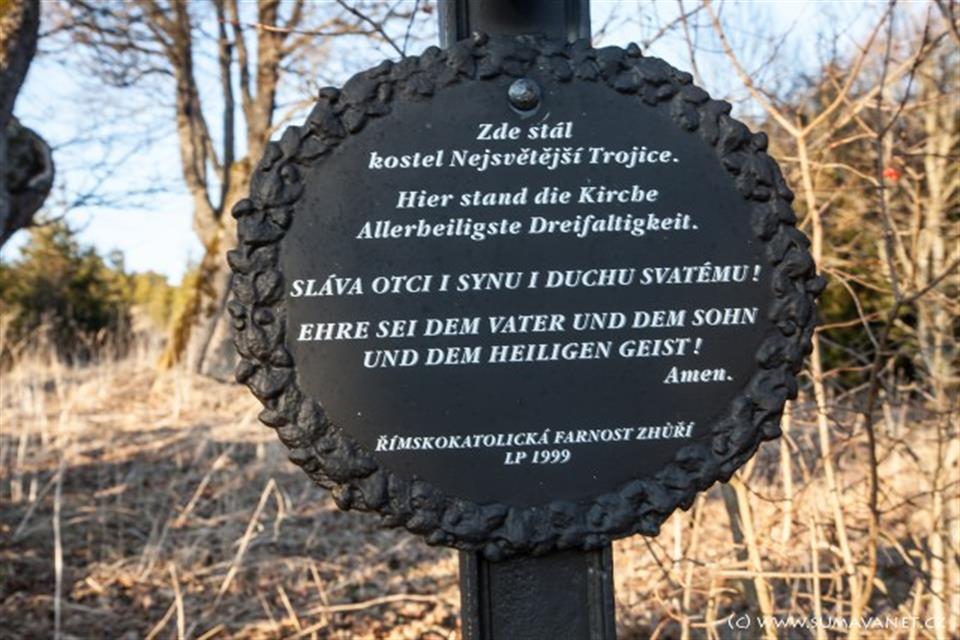 Zde stál
kostel Nejsvětější Trojice.
Hier stand die Kirche
Allerheiligste Dreifaltigkeit.
SLÁVA OTCI I SYNU I DUCHU SVATÉMU!
EHRE SEI DEM VATER UND DEM SOHN
UND DEM HEILIGEN GEIST!
Amen.
ŘÍMSKOKATOLICKÁ FARNOST ZHŮŘÍ
LP 1999
(c) WWW.SUMAVANET.CZ